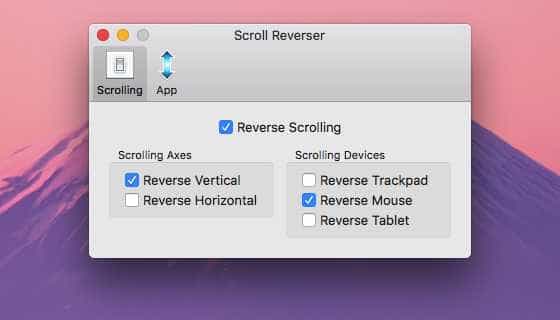 Scroll Reverser
Scrolling App
Reverse Scrolling
Scrolling Axes
Reverse Vertical
Reverse Horizontal
Scrolling Devices
Reverse Trackpad
Reverse Mouse
Reverse Tablet